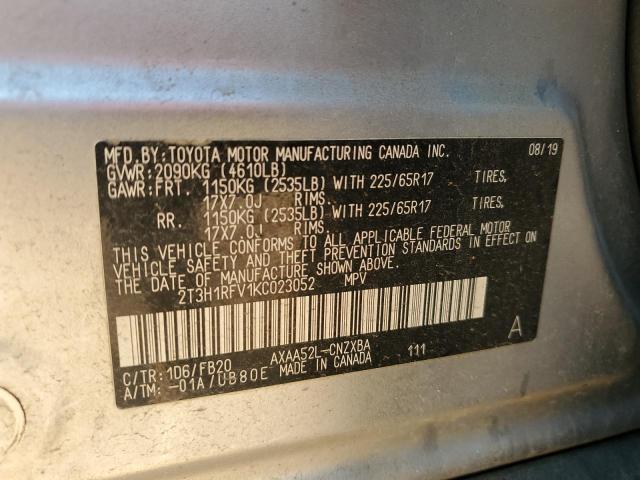 MFD. BY: TOYOTA MOTOR MANUFACTURING CANADA INC. 08/19
GVWR: 2090KG (4610LB)
GAWR: FRT. 1150KG (2535LB) WITH 225/65R17 TIRES,
17X7.0J RIMS.
RR. 1150KG (2535LB) WITH 225/65R17 TIRES,
17X7.0J RIMS.
THIS VEHICLE CONFORMS TO ALL APPLICABLE FEDERAL MOTOR
VEHICLE SAFETY AND THEFT PREVENTION STANDARDS IN EFFECT ON
THE DATE OF MANUFACTURE SHOWN ABOVE.
2T3H1RFV1KC023052 MPV
C/TR: 1D6/FB20 AXAA52L-CNZXBA 111 A
A/TM: -01A/UB80E MADE IN CANADA